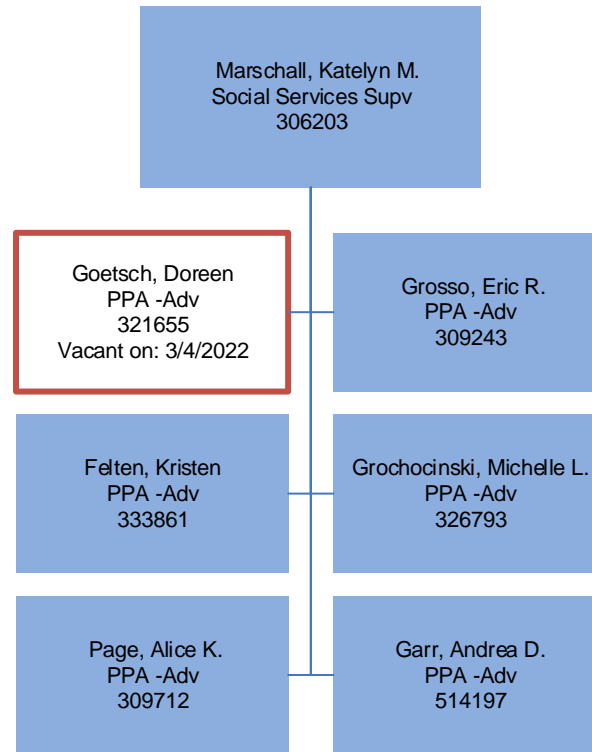 Marschall, Katelyn M.
Social Services Supv
306203
Goetsch, Doreen
PPA -Adv
321655
Vacant on: 3/4/2022
Grosso, Eric R.
PPA -Adv
309243
Felten, Kristen
PPA -Adv
333861
Grochocinski, Michelle L.
PPA -Adv
326793
Page, Alice K.
PPA -Adv
309712
Garr, Andrea D.
PPA -Adv
514197